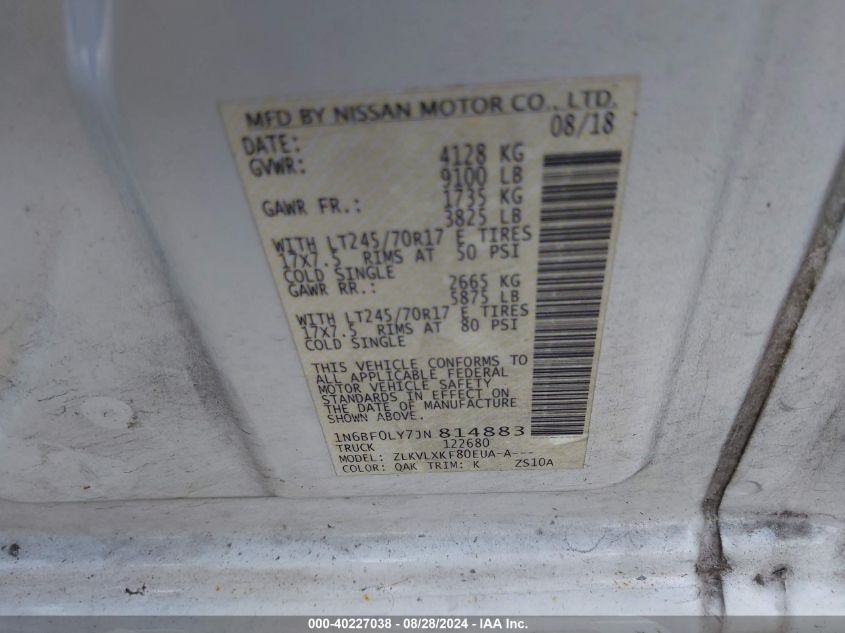 MFD BY NISSAN MOTOR CO., LTD.
DATE: 08/18
GVWR: 4128 KG
9100 LB
GAWR FR.: 1735 KG
3825 LB
WITH LT245/70R17 E TIRES
17X7.5 RIMS AT 50 PSI
COLD SINGLE
GAWR RR.: 2665 KG
5875 LB
WITH LT245/70R17 E TIRES
17X7.5 RIMS AT 80 PSI
COLD SINGLE
THIS VEHICLE CONFORMS TO
ALL APPLICABLE FEDERAL
MOTOR VEHICLE SAFETY
STANDARDS IN EFFECT ON
THE DATE OF MANUFACTURE
SHOWN ABOVE.
1N6BF0LY7JN814883
TRUCK 122680
MODEL: ZLKVLXKF80EUA-A---
COLOR: QAK TRIM: K ZS10A
000-40227038 - 08/28/2024 - IAA Inc.